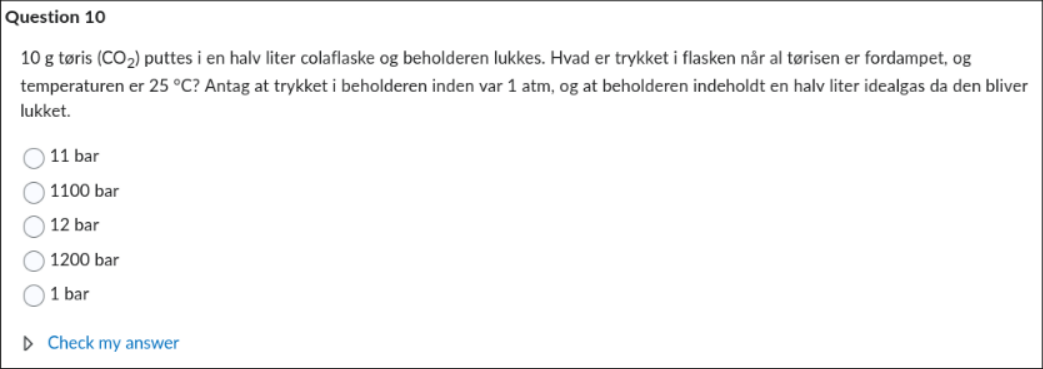 Question 10
10 g tøris (CO₂) puttes i en halv liter colaflaske og beholderen lukkes. Hvad er trykket i flasken når al tørisen er fordampet, og
temperaturen er 25 °C? Antag at trykket i beholderen inden var 1 atm, og at beholderen indeholdt en halv liter idealgas da den bliver
lukket.
11 bar
1100 bar
12 bar
1200 bar
1 bar
Check my answer